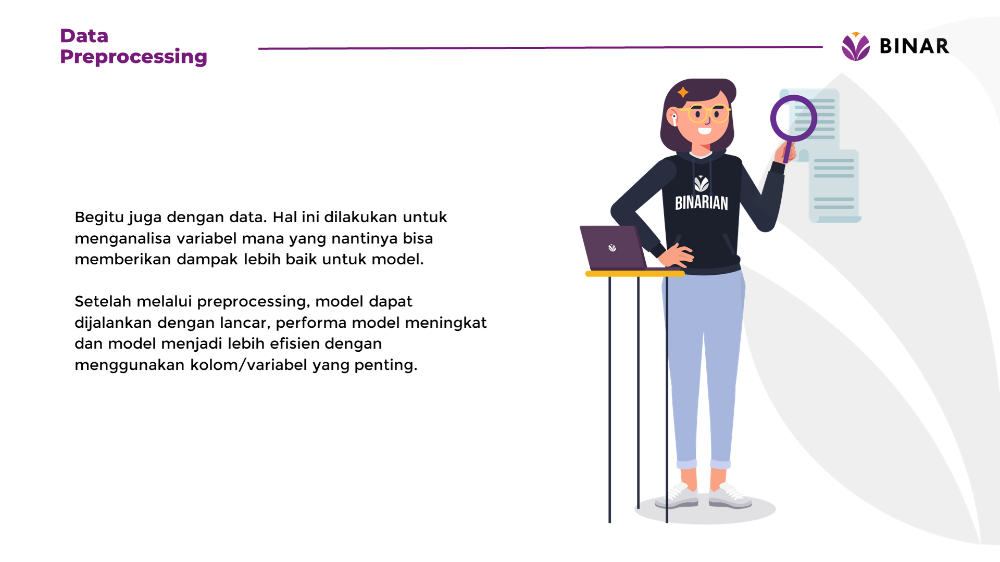 Data
Preprocessing
BINAR
BINARIAN
Begitu juga dengan data. Hal ini dilakukan untuk
menganalisa variabel mana yang nantinya bisa
memberikan dampak lebih baik untuk model.
Setelah melalui preprocessing, model dapat
dijalankan dengan lancar, performa model meningkat
dan model menjadi lebih efisien dengan
menggunakan kolom/variabel yang penting.